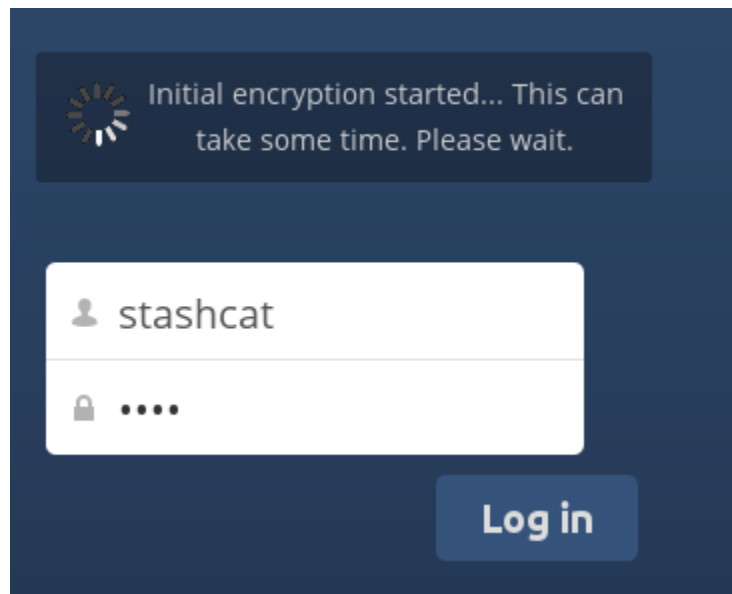 Initial encryption started... This can
take some time. Please wait.
stashcat
••••
Log in